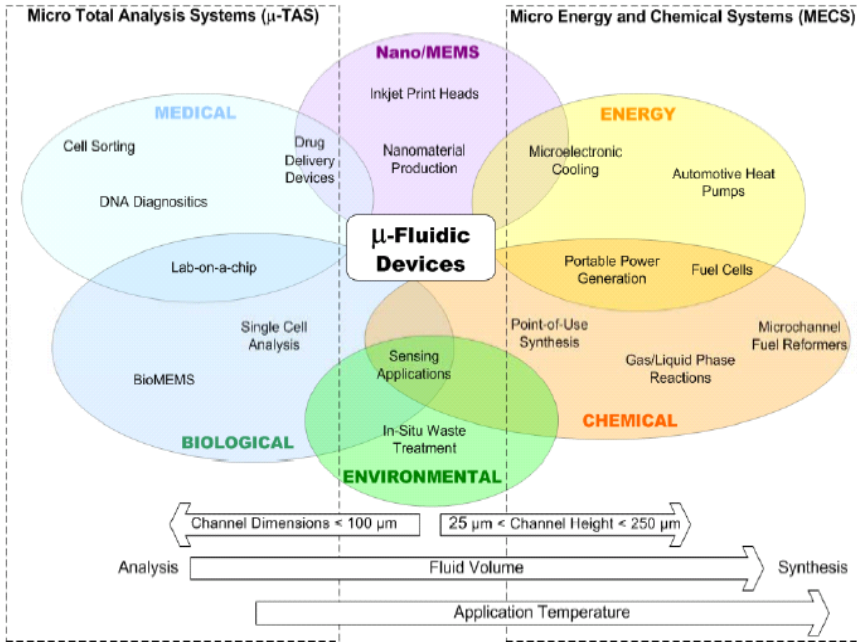 Micro Total Analysis Systems (μ-TAS)
Micro Energy and Chemical Systems (MECS)
Nano/MEMS
Inkjet Print Heads
Nanomaterial
Production
MEDICAL
Cell Sorting
Drug
Delivery
Devices
DNA Diagnositics
ENERGY
Microelectronic
Cooling
Automotive Heat
Pumps
μ-Fluidic
Devices
Lab-on-a-chip
Portable Power
Generation
Fuel Cells
Single Cell
Analysis
BioMEMS
BIOLOGICAL
Sensing
Applications
In-Situ Waste
Treatment
ENVIRONMENTAL
Point-of-Use
Synthesis
Microchannel
Fuel Reformers
Gas/Liquid Phase
Reactions
CHEMICAL
Channel Dimensions < 100 μm
25 μm < Channel Height < 250 μm
Analysis
Fluid Volume
Synthesis
Application Temperature